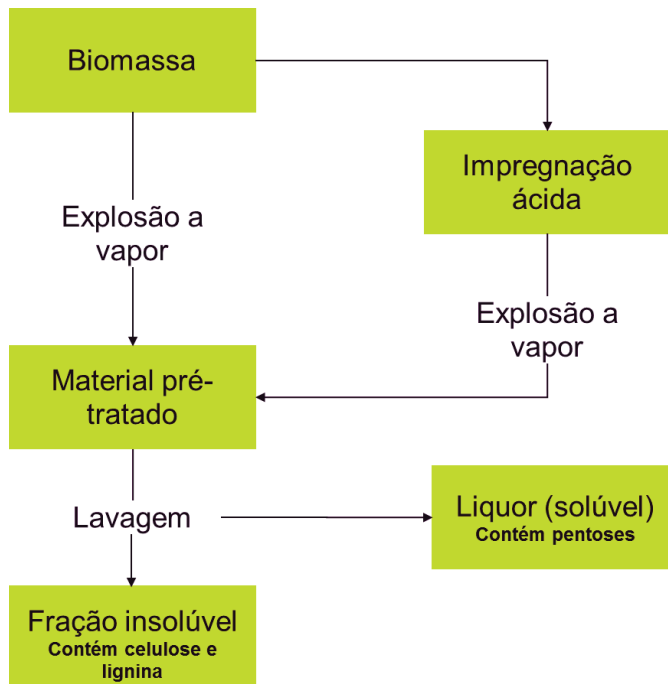 Biomassa
Impregnação
ácida
Explosão a
vapor
Explosão a
vapor
Material pré-
tratado
Lavagem
Liquor (solúvel)
Contém pentoses
Fração insolúvel
Contém celulose e
lignina